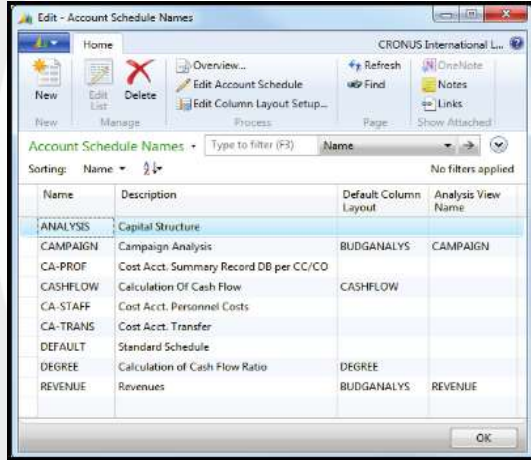 Edit - Account Schedule Names
Home
CRONUS International L...
New
Edit List
Delete
Overview...
Edit Account Schedule
Edit Column Layout Setup...
Refresh
Find
OneNote
Notes
Links
New
Manage
Process
Page
Show Attached
Account Schedule Names
Type to filter (F3)
Name
Sorting: Name
No filters applied
Name Description Default Column Layout Analysis View Name
ANALYSIS Capital Structure
CAMPAIGN Campaign Analysis BUDGANALYS CAMPAIGN
CA-PROF Cost Acct. Summary Record DB per CC/CO
CASHFLOW Calculation Of Cash Flow CASHFLOW
CA-STAFF Cost Acct. Personnel Costs
CA-TRANS Cost Acct. Transfer
DEFAULT Standard Schedule
DEGREE Calculation of Cash Flow Ratio DEGREE
REVENUE Revenues BUDGANALYS REVENUE
OK